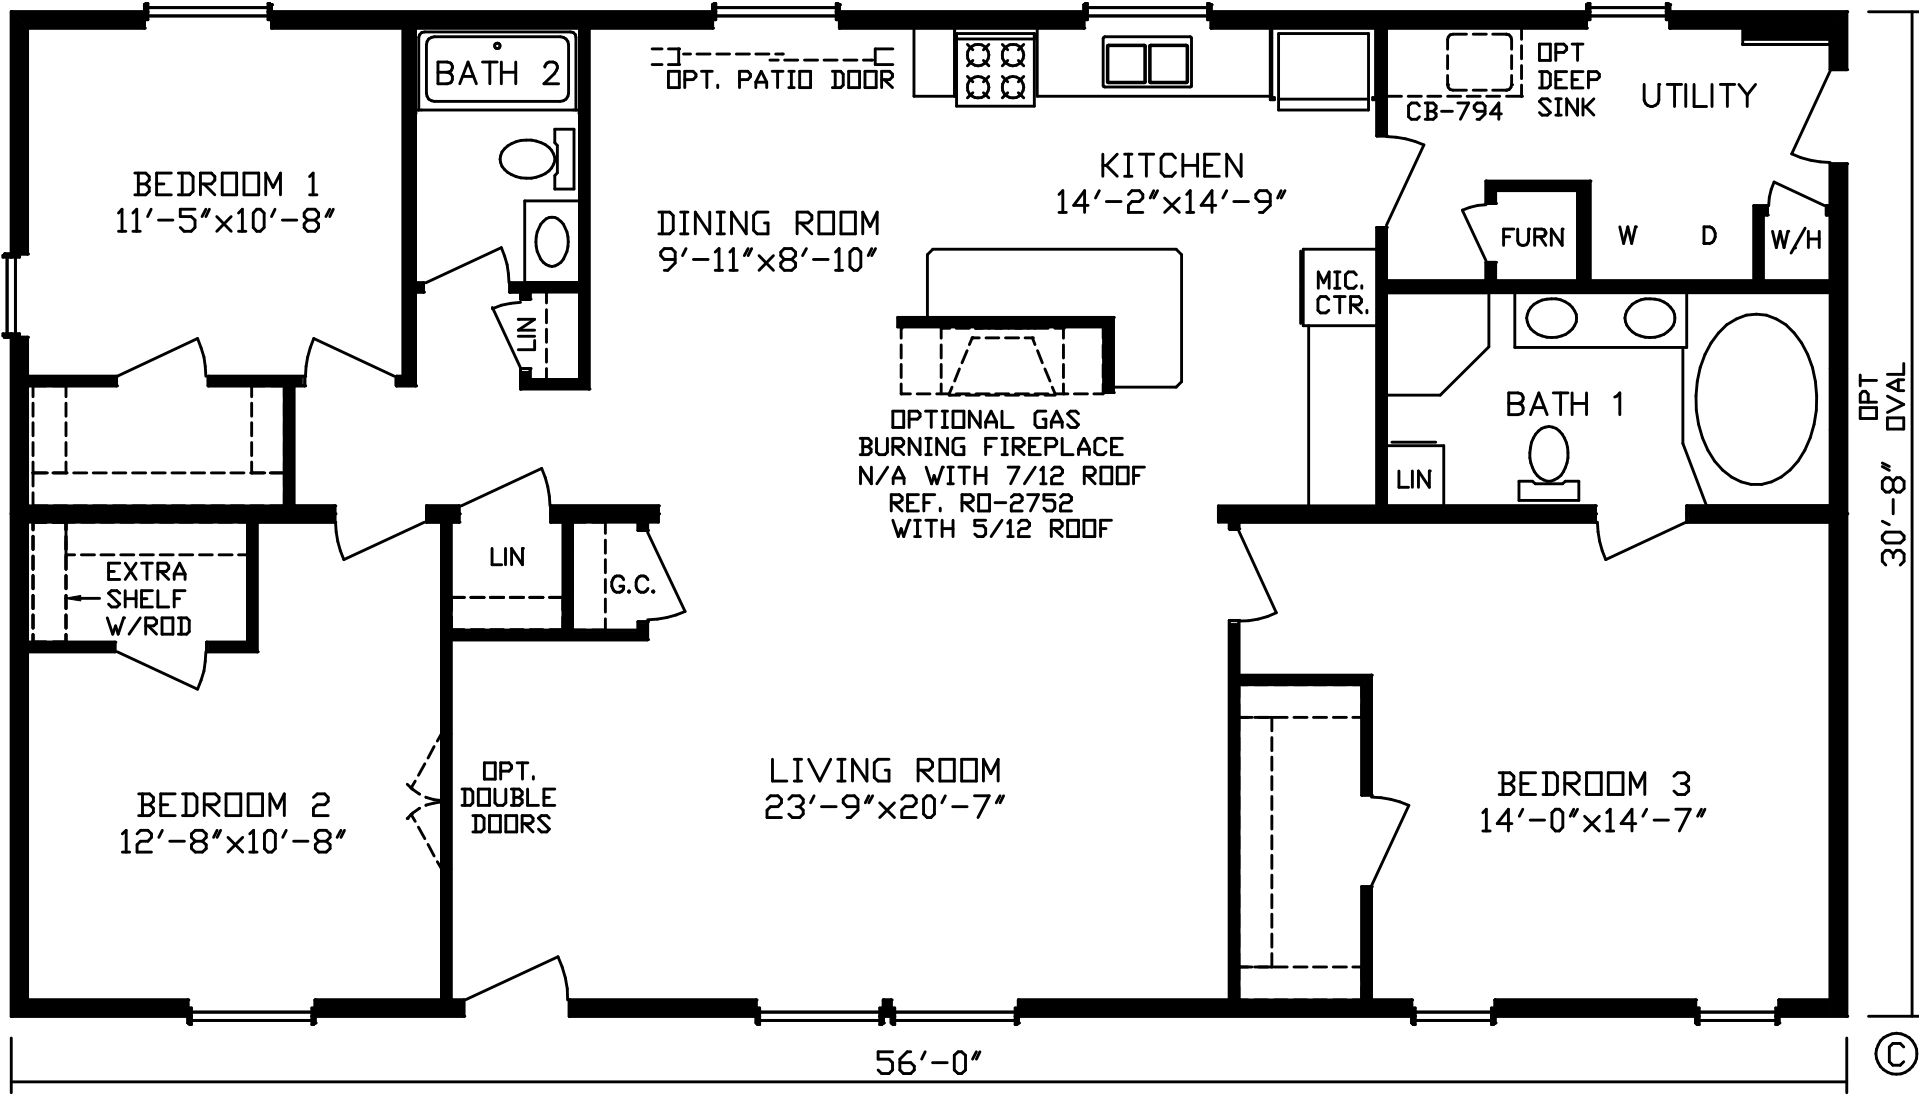 BATH 2
OPT. PATIO DOOR
OPT
DEEP
SINK
CB-794
UTILITY
BEDROOM 1
11'-5"x10'-8"
KITCHEN
14'-2"x14'-9"
DINING ROOM
9'-11"x8'-10"
FURN
W
D
W/H
MIC.
CTR.
LIN
OPTIONAL GAS
BURNING FIREPLACE
N/A WITH 7/12 ROOF
REF. RO-2752
WITH 5/12 ROOF
BATH 1
LIN
OPT
OVAL
30'-8"
EXTRA
SHELF
W/ROD
LIN
G.C.
BEDROOM 2
12'-8"x10'-8"
OPT.
DOUBLE
DOORS
LIVING ROOM
23'-9"x20'-7"
BEDROOM 3
14'-0"x14'-7"
56'-0"
©